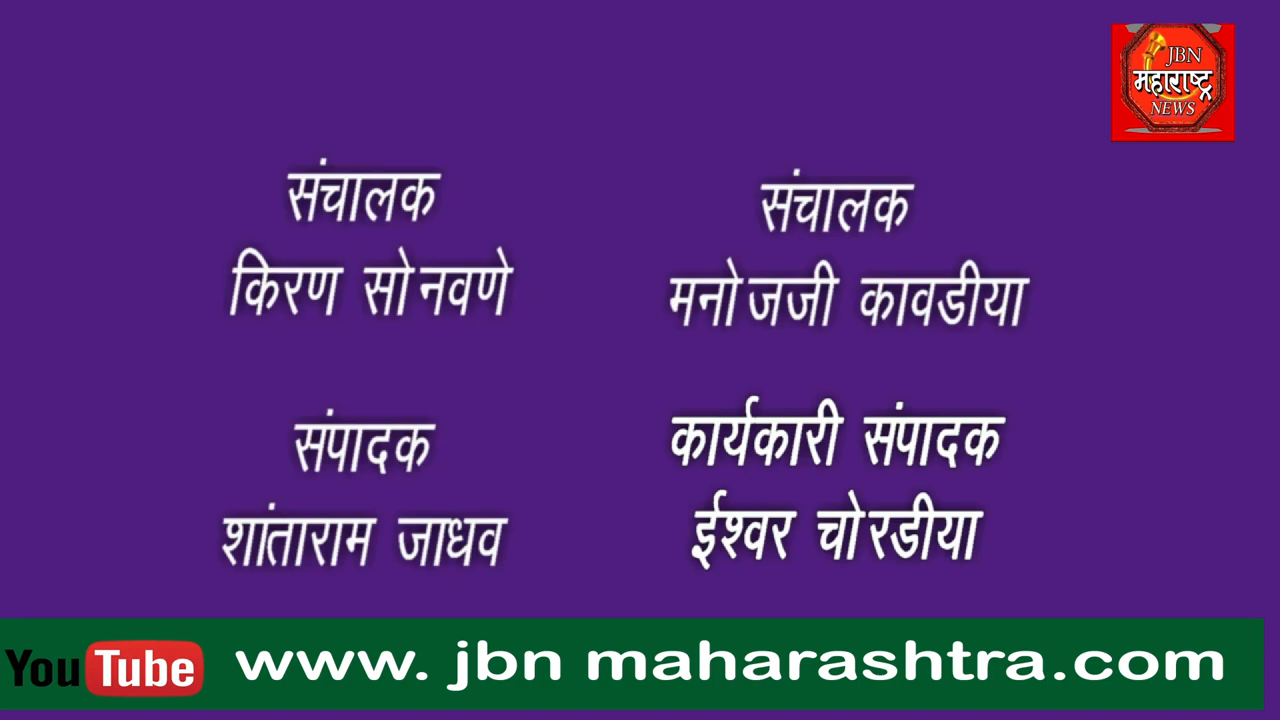 JBN
महाराष्ट्र
NEWS
संचालक
किरण सोनवणे
संचालक
मनोजजी कावडीया
संपादक
शांताराम जाधव
कार्यकारी संपादक
ईश्वर चोरडीया
YouTube www. jbn maharashtra.com